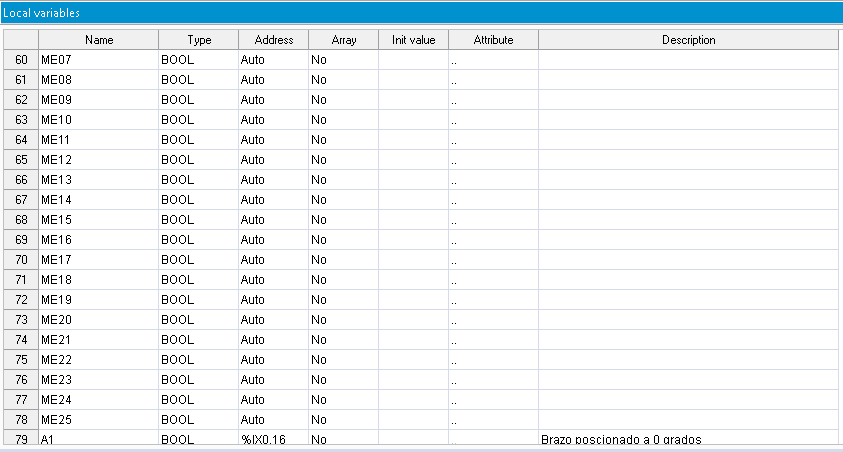 Local variables
Name Type Address Array Init value Attribute Description
60 ME07 BOOL Auto No ..
61 ME08 BOOL Auto No ..
62 ME09 BOOL Auto No ..
63 ME10 BOOL Auto No ..
64 ME11 BOOL Auto No ..
65 ME12 BOOL Auto No ..
66 ME13 BOOL Auto No ..
67 ME14 BOOL Auto No ..
68 ME15 BOOL Auto No ..
69 ME16 BOOL Auto No ..
70 ME17 BOOL Auto No ..
71 ME18 BOOL Auto No ..
72 ME19 BOOL Auto No ..
73 ME20 BOOL Auto No ..
74 ME21 BOOL Auto No ..
75 ME22 BOOL Auto No ..
76 ME23 BOOL Auto No ..
77 ME24 BOOL Auto No ..
78 ME25 BOOL Auto No ..
79 A1 BOOL %IX0.16 No .. Brazo poscionado a 0 grados